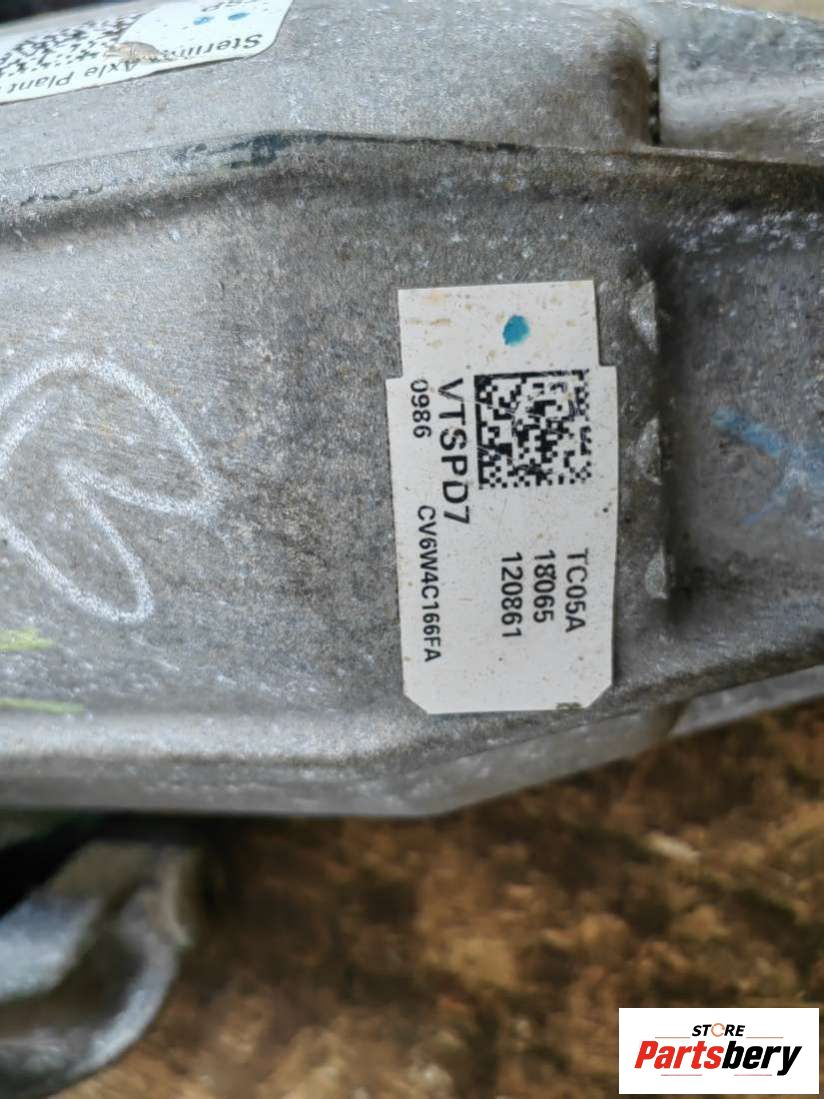 Sterling Axle Plant
TC05A
18065
120861
VTSPD7
0986
CV6W4C166FA
STORE
Partsbery